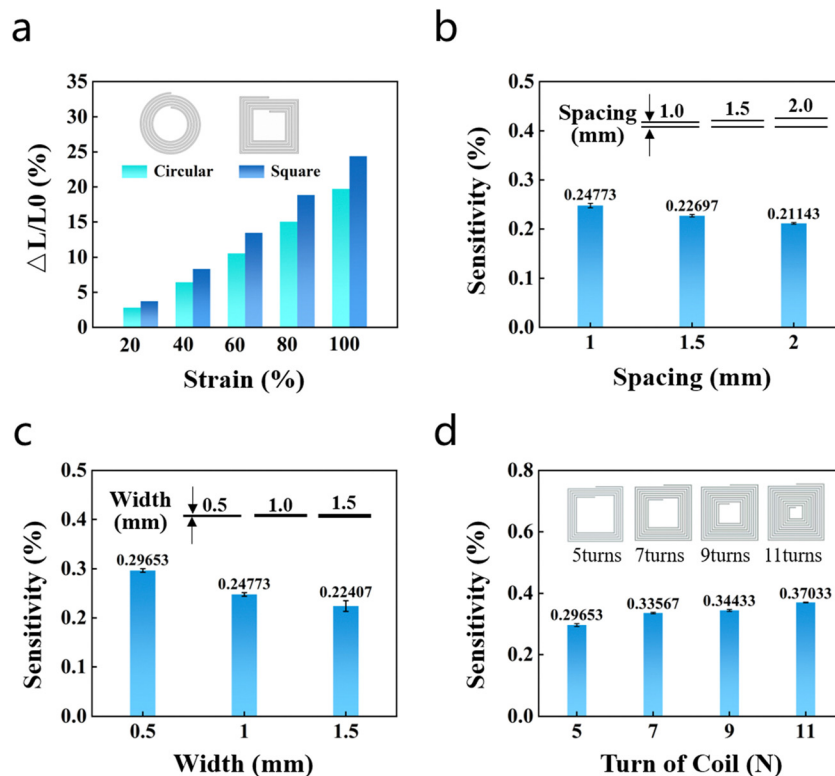 a
35
30
25
20
15
10
5
0
△L/L0 (%)
Circular
Square
20 40 60 80 100
Strain (%)
b
0.5
0.4
0.3
0.2
0.1
0.0
Sensitivity (%)
Spacing
(mm)
1.0 1.5 2.0
0.24773
0.22697
0.21143
1 1.5 2
Spacing (mm)
c
0.5
0.4
0.3
0.2
0.1
0.0
Sensitivity (%)
Width
(mm)
0.5 1.0 1.5
0.29653
0.24773
0.22407
0.5 1 1.5
Width (mm)
d
0.8
0.6
0.4
0.2
0.0
Sensitivity (%)
5turns 7turns 9turns 11turns
0.29653
0.33567
0.34433
0.37033
5 7 9 11
Turn of Coil (N)